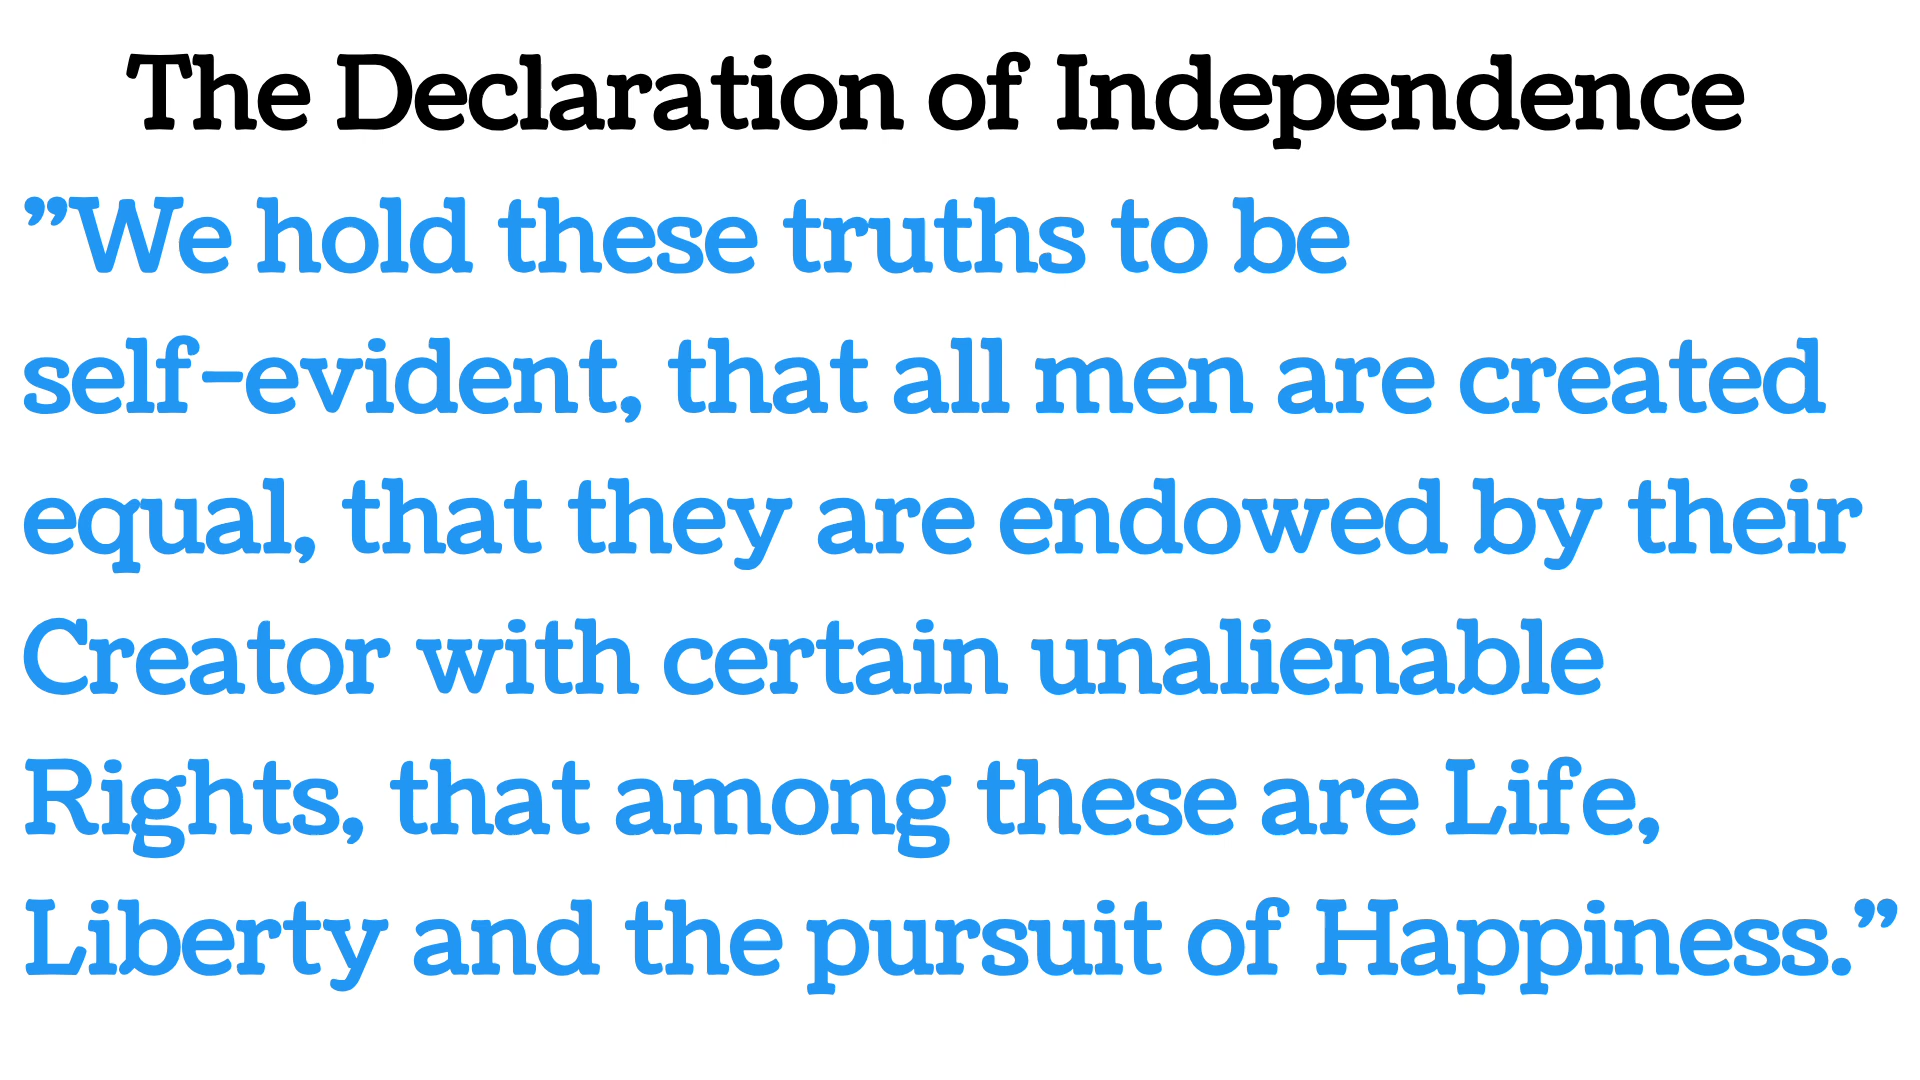 The Declaration of Independence
”We hold these truths to be
self-evident, that all men are created
equal, that they are endowed by their
Creator with certain unalienable
Rights, that among these are Life,
Liberty and the pursuit of Happiness.”